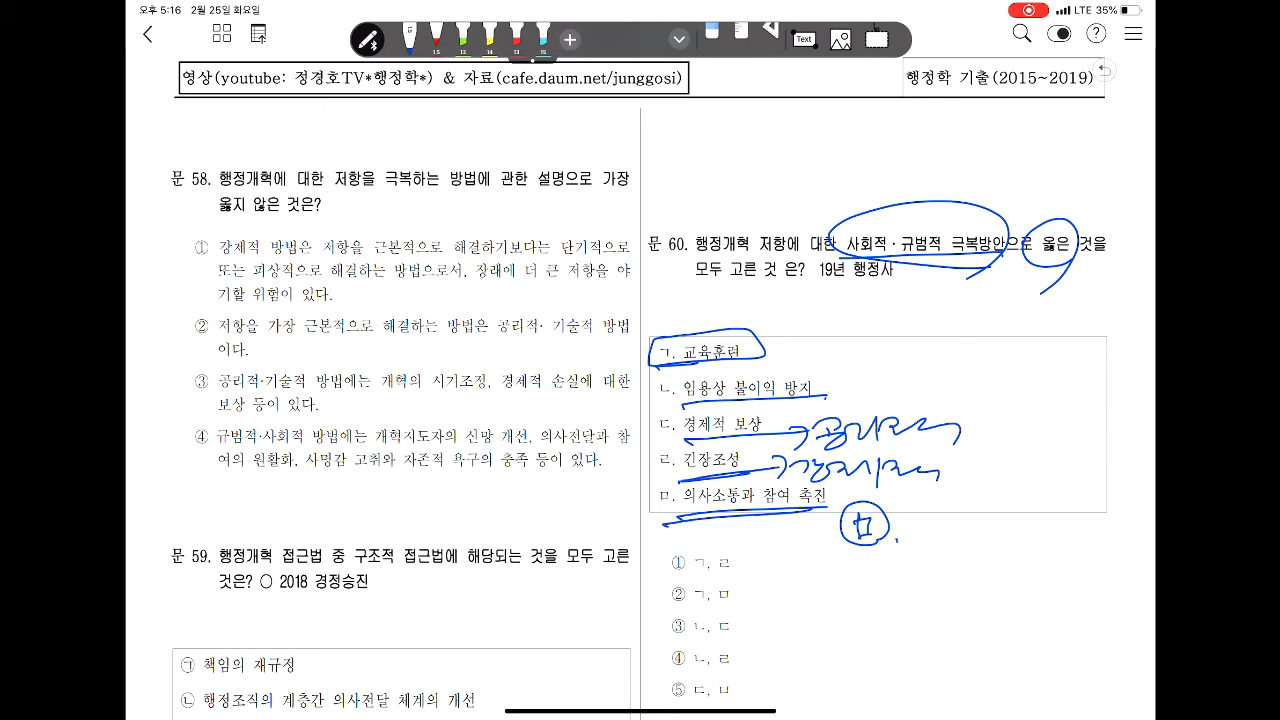 오후 5:16 2월 25일 화요일
LTE 35%
Text
영상(youtube: 정경호TV*행정학*) & 자료(cafe.daum.net/junggosi)
행정학 기출(2015~2019)
문 58. 행정개혁에 대한 저항을 극복하는 방법에 관한 설명으로 가장
옳지 않은 것은?
① 강제적 방법은 저항을 근본적으로 해결하기보다는 단기적으로
또는 피상적으로 해결하는 방법으로서, 장래에 더 큰 저항을 야
기할 위험이 있다.
② 저항을 가장 근본적으로 해결하는 방법은 공리적· 기술적 방법
이다.
③ 공리적·기술적 방법에는 개혁의 시기조정, 경제적 손실에 대한
보상 등이 있다.
④ 규범적·사회적 방법에는 개혁지도자의 신망 개선, 의사전달과 참
여의 원활화, 사명감 고취와 자존적 욕구의 충족 등이 있다.
문 59. 행정개혁 접근법 중 구조적 접근법에 해당되는 것을 모두 고른
것은? ○ 2018 경정승진
㉠ 책임의 재규정
㉡ 행정조직의 계층간 의사전달 체계의 개선
문 60. 행정개혁 저항에 대한 사회적·규범적 극복방안으로 옳은 것을
모두 고른 것 은? 19년 행정사
ㄱ. 교육훈련
ㄴ. 임용상 불이익 방지
ㄷ. 경제적 보상 → 공리적
ㄹ. 긴장조성 → 강제적
ㅁ. 의사소통과 참여 촉진
ㅁ
① ㄱ, ㄹ
② ㄱ, ㅁ
③ ㄴ, ㄷ
④ ㄴ, ㄹ
⑤ ㄷ, ㅁ